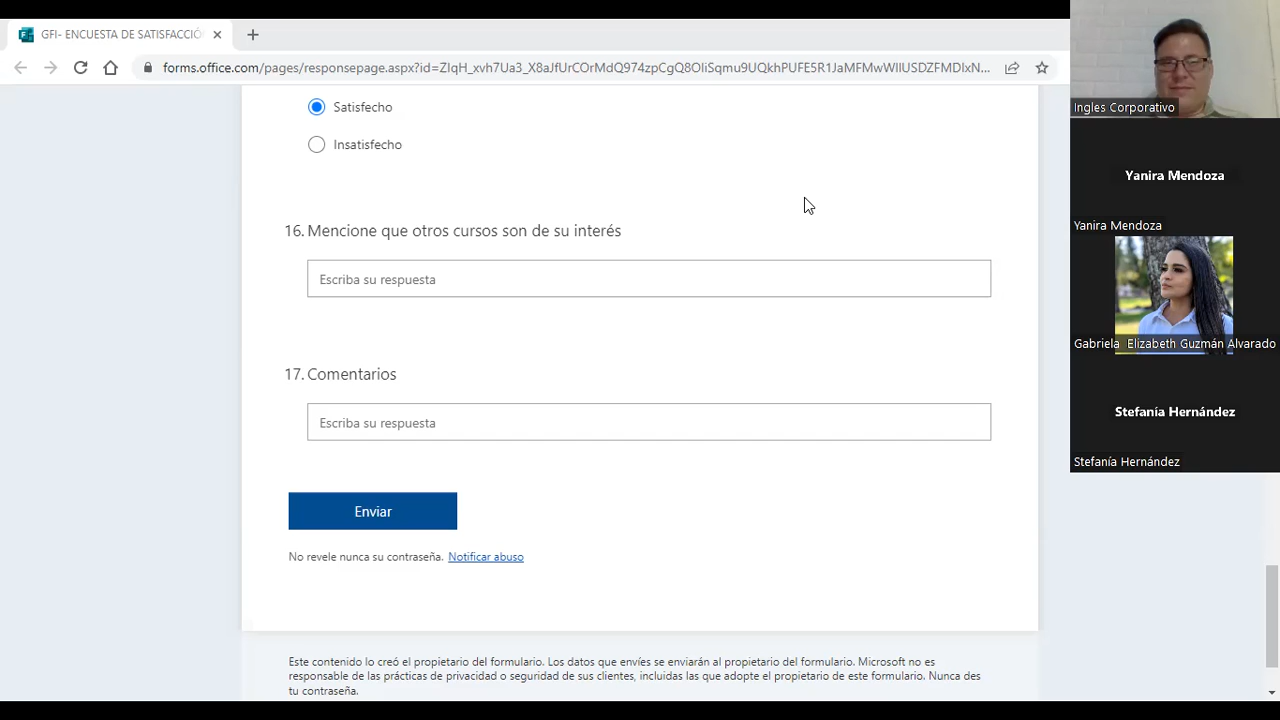 GFI- ENCUESTA DE SATISFACCIÓ
forms.office.com/pages/responsepage.aspx?
Satisfecho
Insatisfecho
16. Mencione que otros cursos son de su interés
Escriba su respuesta
17. Comentarios
Escriba su respuesta
Enviar
No revele nunca su contraseña. Notificar abuso
Este contenido lo creó el propietario del formulario. Los datos que envíes se enviarán al propietario del formulario. Microsoft no es
responsable de las prácticas de privacidad o seguridad de sus clientes, incluidas las que adopte el propietario de este formulario. Nunca des
tu contraseña.
Ingles Corporativo
Yanira Mendoza
Yanira Mendoza
Gabriela Elizabeth Guzmán Alvarado
Stefanía Hernández
Stefanía Hernández